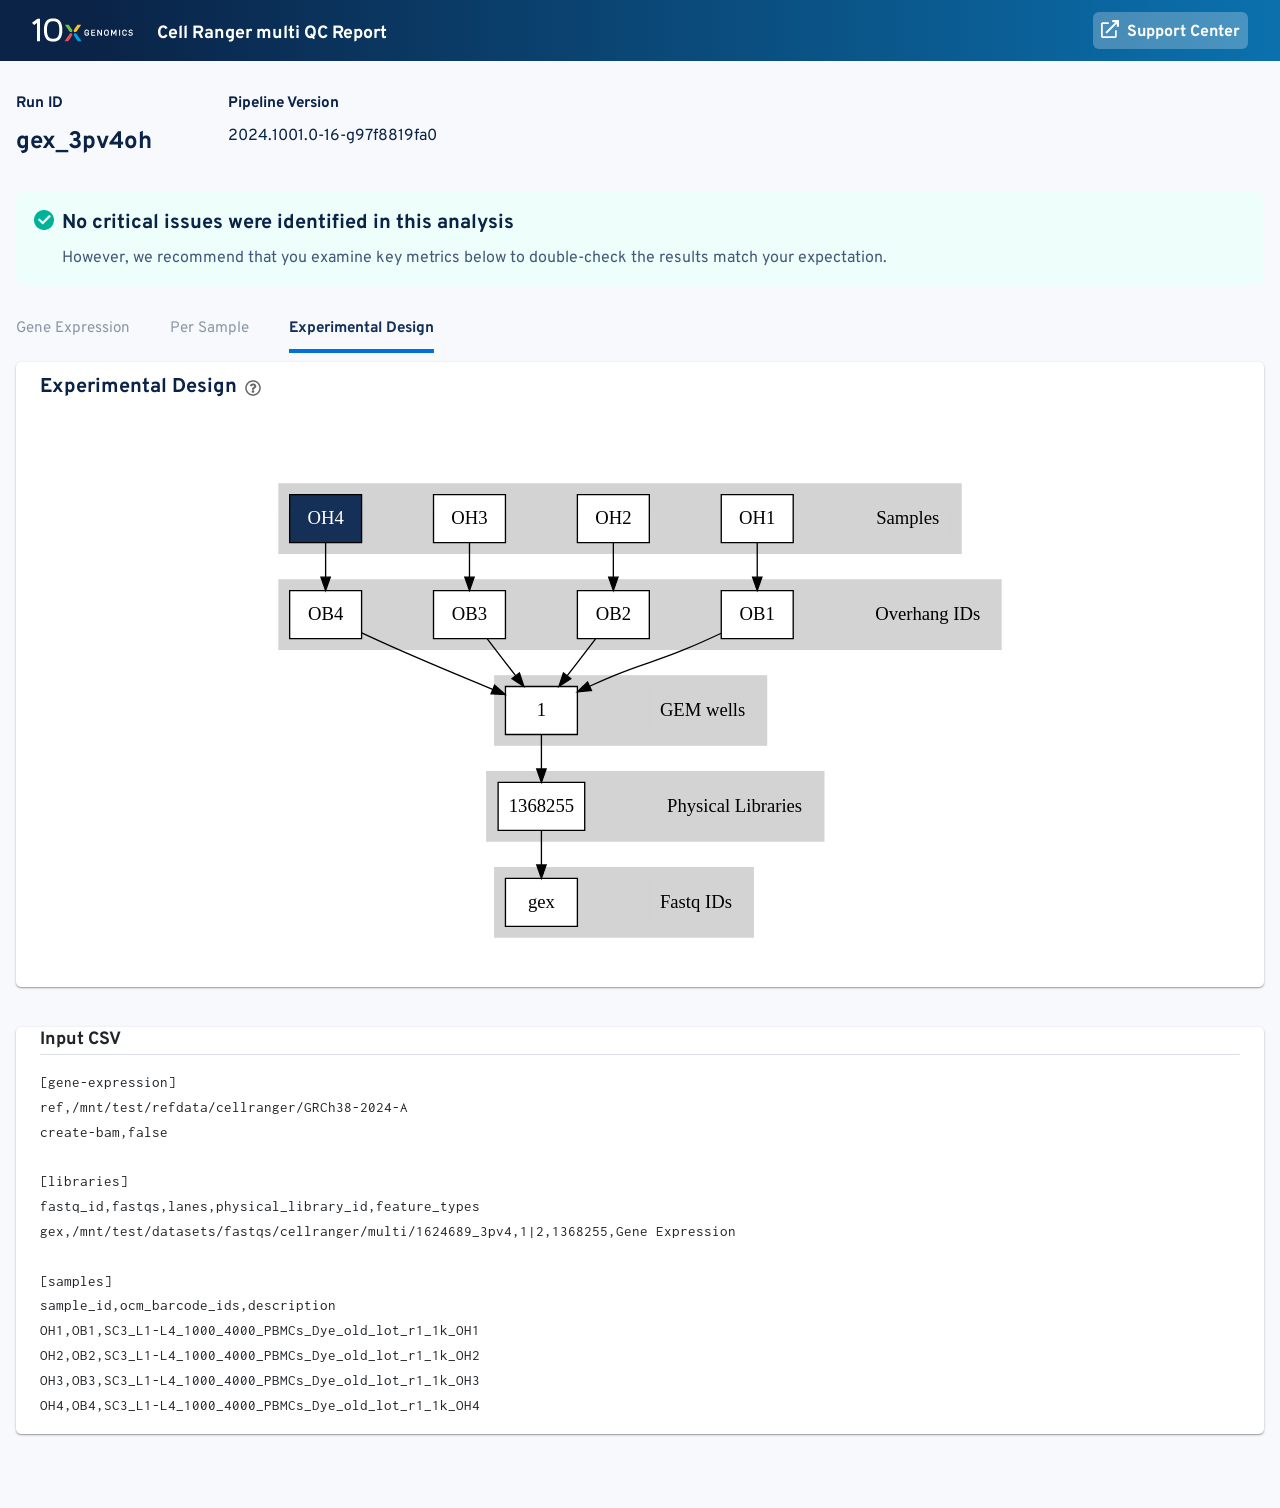 10x GENOMICS Cell Ranger multi QC Report Support Center
Run ID Pipeline Version
gex_3pv4oh 2024.1001.0-16-g97f8819fa0
No critical issues were identified in this analysis
However, we recommend that you examine key metrics below to double-check the results match your expectation.
Gene Expression Per Sample Experimental Design
Experimental Design ?
OH4 OH3 OH2 OH1 Samples
OB4 OB3 OB2 OB1 Overhang IDs
1 GEM wells
1368255 Physical Libraries
gex Fastq IDs
Input CSV
[gene-expression]
ref,/mnt/test/refdata/cellranger/GRCh38-2024-A
create-bam,false
[libraries]
fastq_id,fastqs,lanes,physical_library_id,feature_types
gex,/mnt/test/datasets/fastqs/cellranger/multi/1624689_3pv4,1|2,1368255,Gene Expression
[samples]
sample_id,ocm_barcode_ids,description
OH1,OB1,SC3_L1-L4_1000_4000_PBMCs_Dye_old_lot_r1_1k_OH1
OH2,OB2,SC3_L1-L4_1000_4000_PBMCs_Dye_old_lot_r1_1k_OH2
OH3,OB3,SC3_L1-L4_1000_4000_PBMCs_Dye_old_lot_r1_1k_OH3
OH4,OB4,SC3_L1-L4_1000_4000_PBMCs_Dye_old_lot_r1_1k_OH4